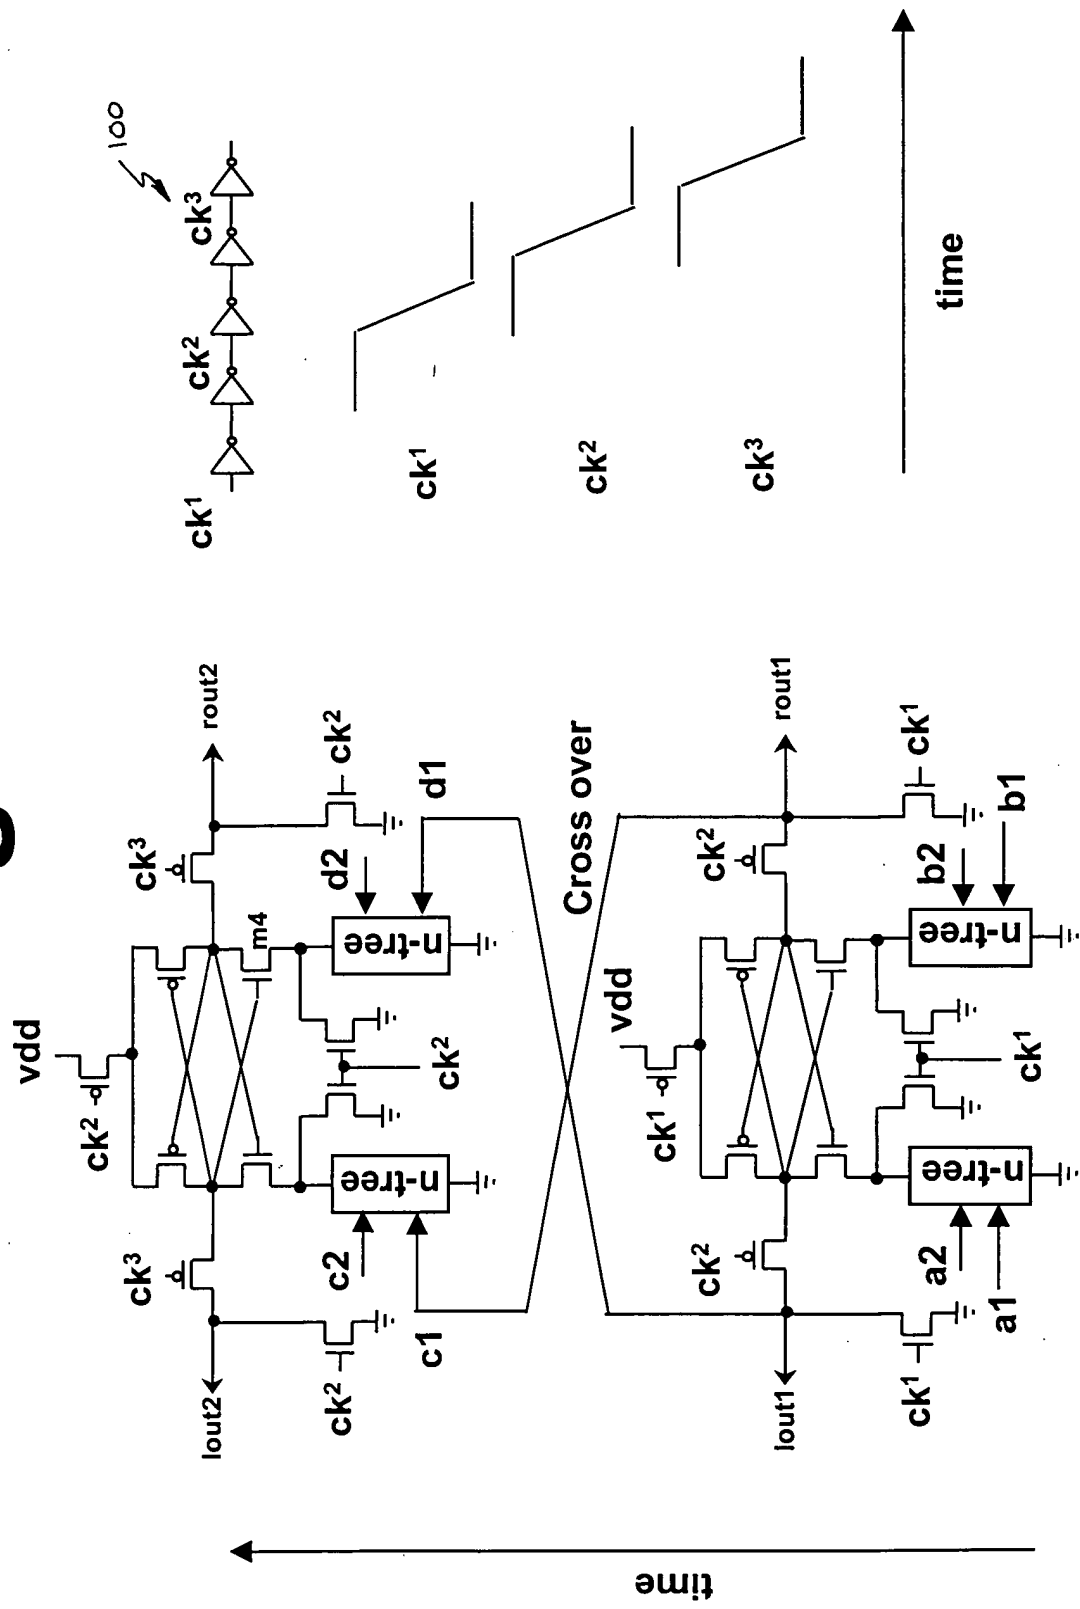 vdd
ck²
ck³
ck³
lout2
rout2
m4
c2
n-tree
n-tree
d2
ck²
ck²
ck²
c1
d1
Cross over
vdd
ck¹
ck²
ck²
lout1
rout1
a2
n-tree
n-tree
b2
ck¹
ck¹
ck¹
a1
b1
time
100
ck¹
ck²
ck³
ck¹
ck²
ck³
time